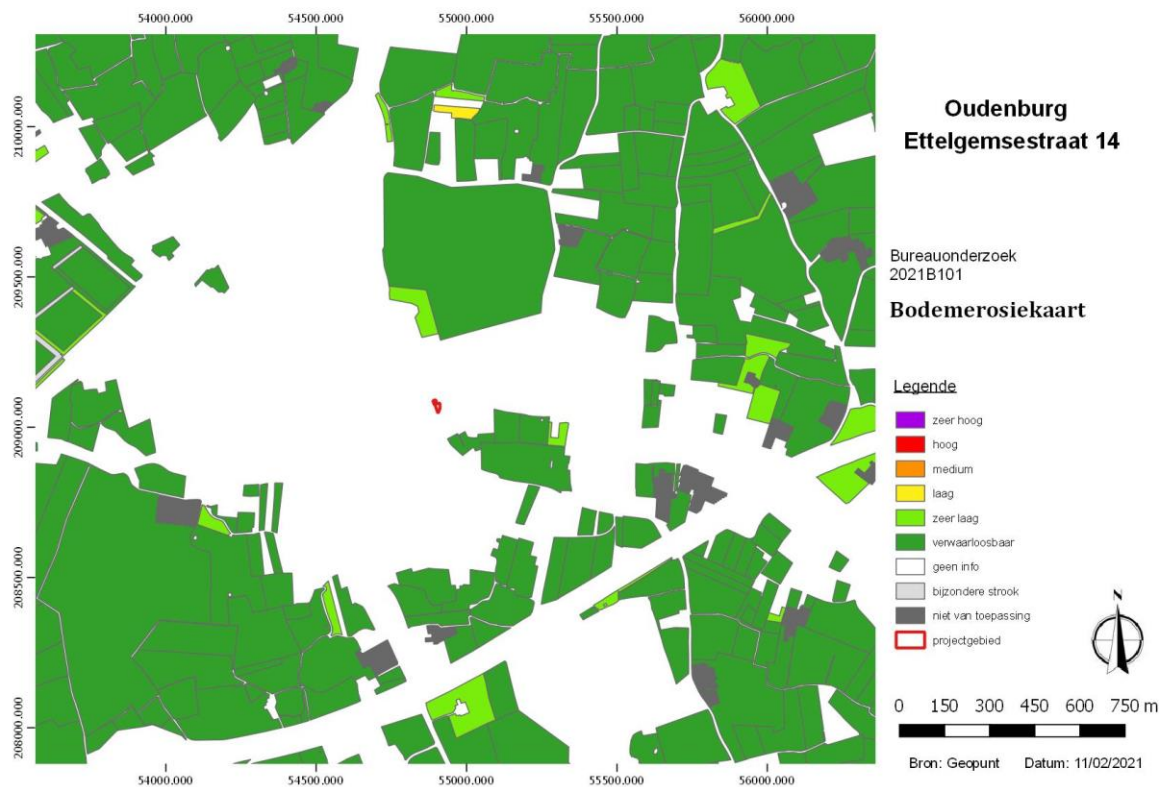 54000.000 54500.000 55000.000 55500.000 56000.000
210000.000
209500.000
209000.000
208500.000
208000.000
54000.000 54500.000 55000.000 55500.000 56000.000
Oudenburg
Ettelgemsestraat 14
Bureauonderzoek
2021B101
Bodemerosiekaart
Legende
zeer hoog
hoog
medium
laag
zeer laag
verwaarloosbaar
geen info
bijzondere strook
niet van toepassing
projectgebied
N
0 150 300 450 600 750 m
Bron: Geopunt Datum: 11/02/2021